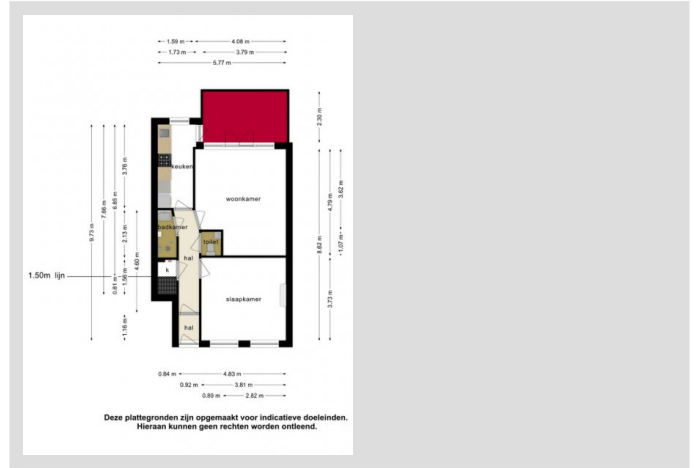 1.59 m 4.08 m
1.73 m 3.79 m
5.77 m
2.30 m
keuken
woonkamer
badkamer
toilet
hal
k
slaapkamer
hal
1.50m lijn
9.73 m
7.66 m
6.85 m
0.81 m
3.76 m
2.13 m
1.56 m
1.16 m
4.60 m
8.62 m
4.79 m
3.73 m
3.62 m
1.07 m
0.84 m 4.83 m
0.92 m 3.81 m
0.89 m 2.82 m
Deze plattegronden zijn opgemaakt voor indicatieve doeleinden.
Hieraan kunnen geen rechten worden ontleend.